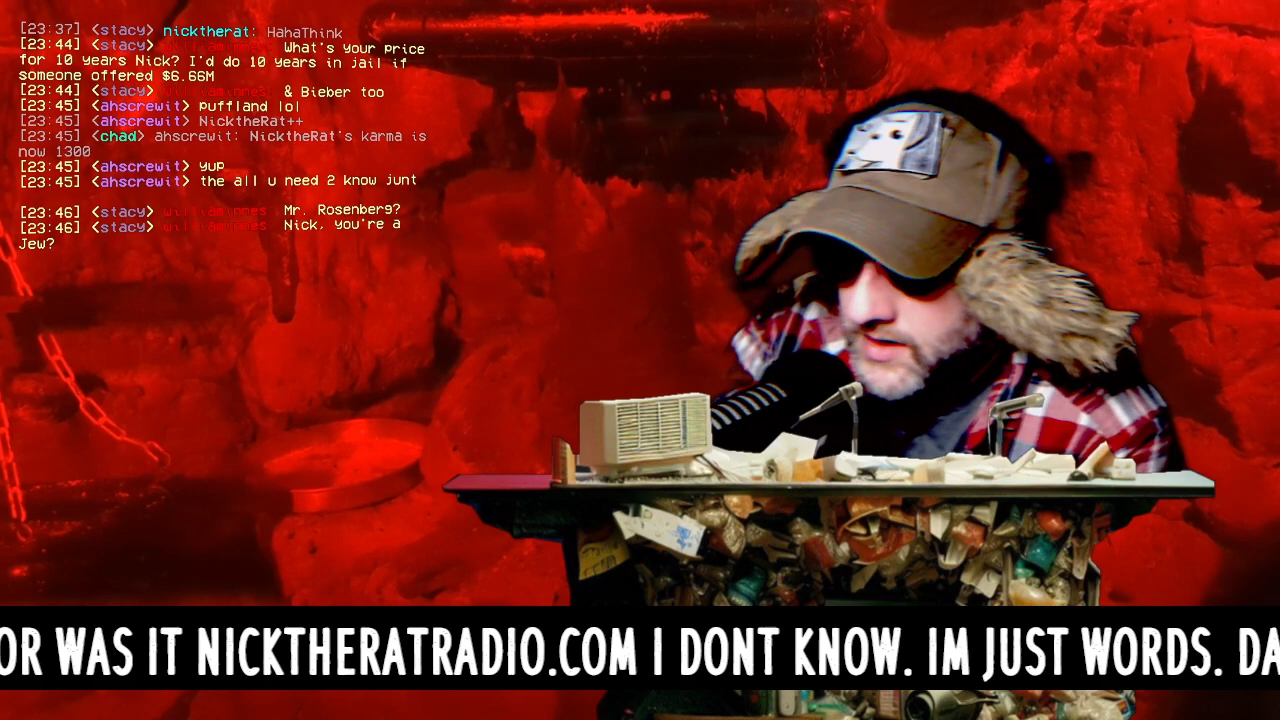 [23:37] <stacy> nicktherat: HahaThink
[23:44] <stacy> williaminnes: What's your price
for 10 years Nick? I'd do 10 years in jail if
someone offered $6.66M
[23:44] <stacy> williaminnes: & Bieber too
[23:45] <ahscrewit> puffland lol
[23:45] <ahscrewit> NicktheRat++
[23:45] <chad> ahscrewit: NicktheRat's karma is
now 1300
[23:45] <ahscrewit> yup
[23:45] <ahscrewit> the all u need 2 know junt
[23:46] <stacy> williaminnes: Mr. Rosenberg?
[23:46] <stacy> williaminnes: Nick, you're a
Jew?
OR WAS IT NICKTHERATRADIO.COM I DONT KNOW. IM JUST WORDS. DA